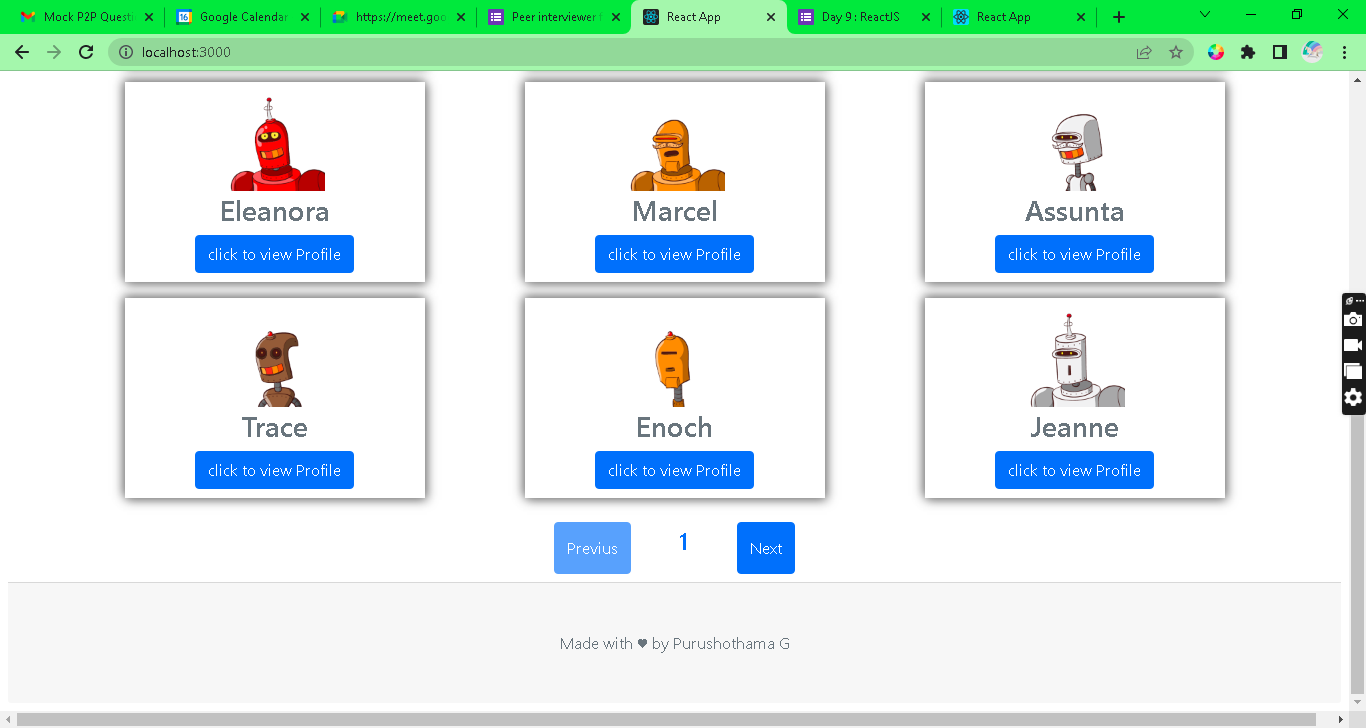 Mock P2P Questi
Google Calendar
https://meet.goo
Peer interviewer f
React App
Day 9 : ReactJS
React App
localhost:3000
Eleanora
Marcel
Assunta
click to view Profile
click to view Profile
click to view Profile
Trace
Enoch
Jeanne
click to view Profile
click to view Profile
click to view Profile
Previus
1
Next
Made with ♥ by Purushothama G